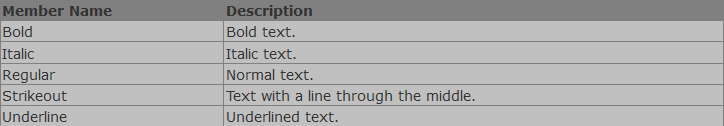 Member Name Description
Bold Bold text.
Italic Italic text.
Regular Normal text.
Strikeout Text with a line through the middle.
Underline Underlined text.